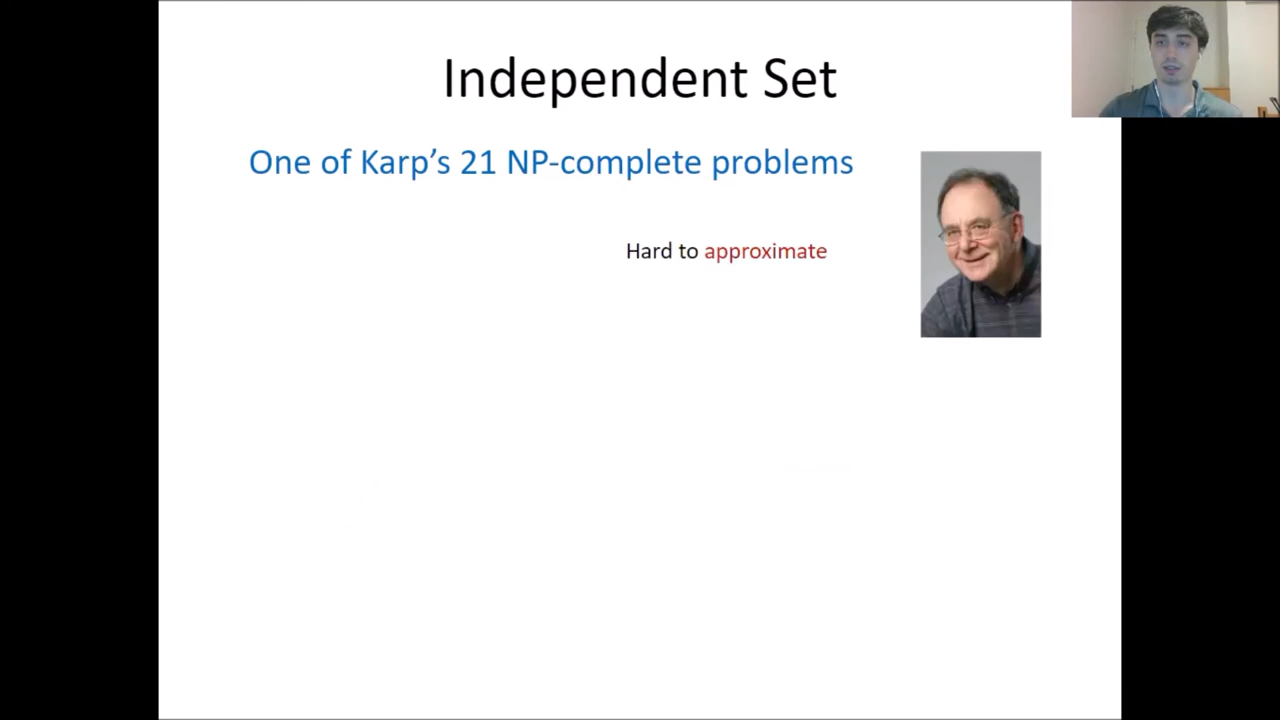 Independent Set
One of Karp’s 21 NP-complete problems
Hard to approximate